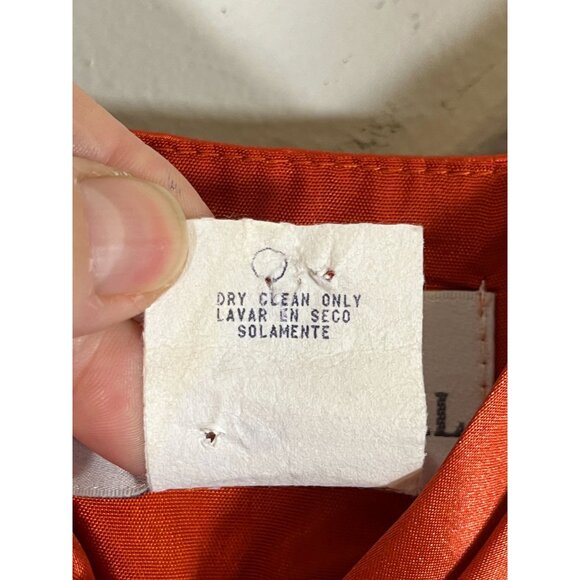 DRY CLEAN ONLY
LAVAR EN SECO
SOLAMENTE